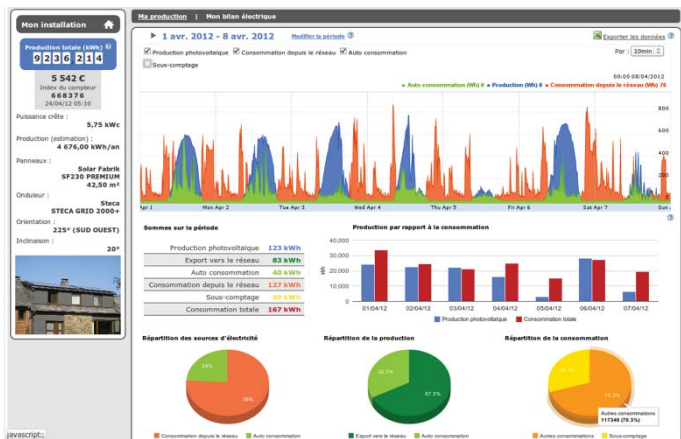 Mon installation
Production totale (kWh)
9 2 3 6, 2 1 4
5 542 €
Index du compteur
668376
24/04/12 05:10
Puissance crête :
5,75 kWc
Production (estimation) :
4 676,00 kWh/an
Panneaux :
Solar Fabrik
SF230 PREMIUM
42,50 m²
Onduleur :
Steca
STECA GRID 2000+
Orientation :
225° (SUD OUEST)
Inclinaison :
20°
javascript:;
Ma production | Mon bilan électrique
1 avr. 2012 - 8 avr. 2012 Modifier la période
Exporter les données
Production photovoltaïque Consommation depuis le réseau Auto consommation
Par : 10min
Sous-comptage
00:00 08/04/2012
Auto consommation (Wh) 0 Production (Wh) 0 Consommation depuis le réseau (Wh) 70
800
600
400
200
0
Apr 1 Mon Apr 2 Tue Apr 3 Wed Apr 4 Thu Apr 5 Fri Apr 6 Sat Apr 7 Sun
Sommes sur la période
Production photovoltaïque 123 kWh
Export vers le réseau 83 kWh
Auto consommation 40 kWh
Consommation depuis le réseau 127 kWh
Sous-comptage
Consommation totale 167 kWh
Production par rapport à la consommation
40,000
30,000
20,000
10,000
0
Wh
01/04/12 02/04/12 03/04/12 04/04/12 05/04/12 06/04/12 07/04/12
Production photovoltaïque Consommation totale
Répartition des sources d'électricité
24%
76%
Consommation depuis le réseau Auto consommation
Répartition de la production
32.5%
67.5%
Export vers le réseau Auto consommation
Répartition de la consommation
Autres consommations
117340 (70.3%)
Autres consommations Sous-comptage